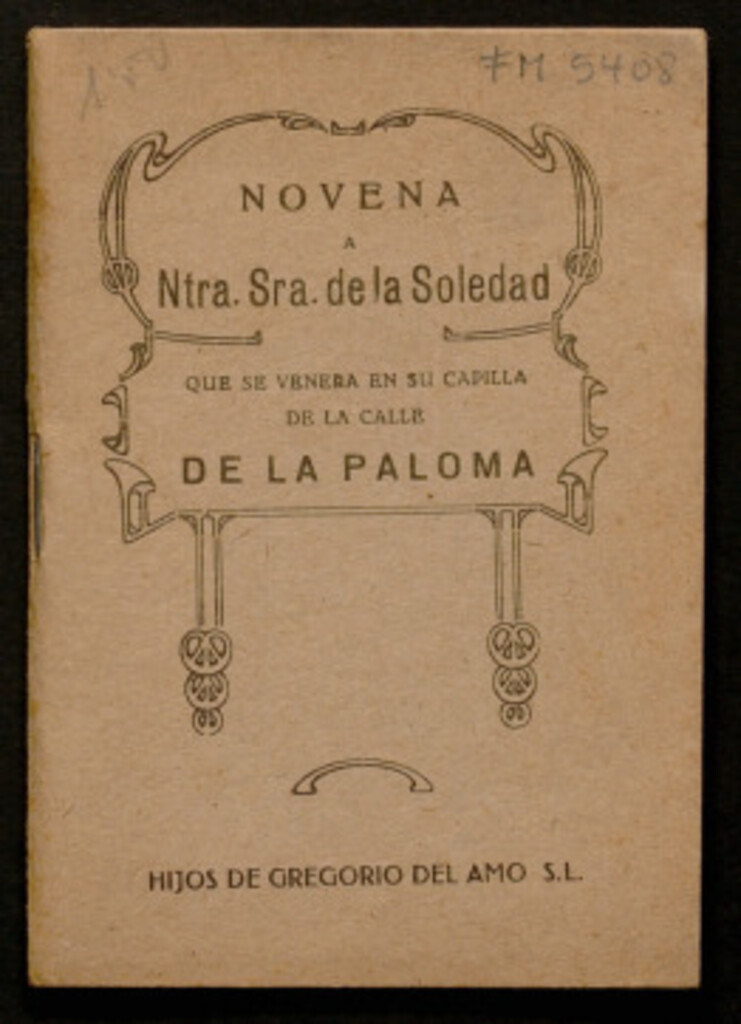 FM 5408
NOVENA
A
Ntra. Sra. de la Soledad
QUE SE VENERA EN SU CAPILLA
DE LA CALLE
DE LA PALOMA
HIJOS DE GREGORIO DEL AMO S.L.